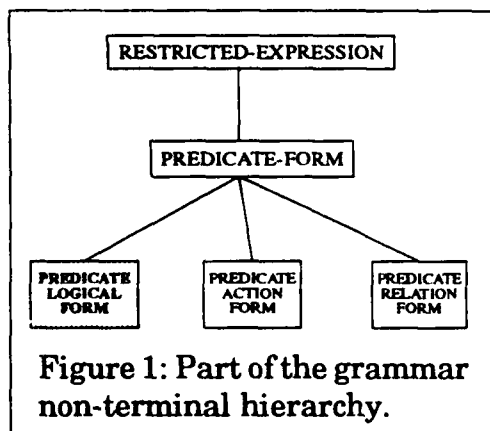 RESTRICTED-EXPRESSION
PREDICATE-FORM
PREDICATE
LOGICAL
FORM
PREDICATE
ACTION
FORM
PREDICATE
RELATION
FORM
Figure 1: Part of the grammar
non-terminal hierarchy.